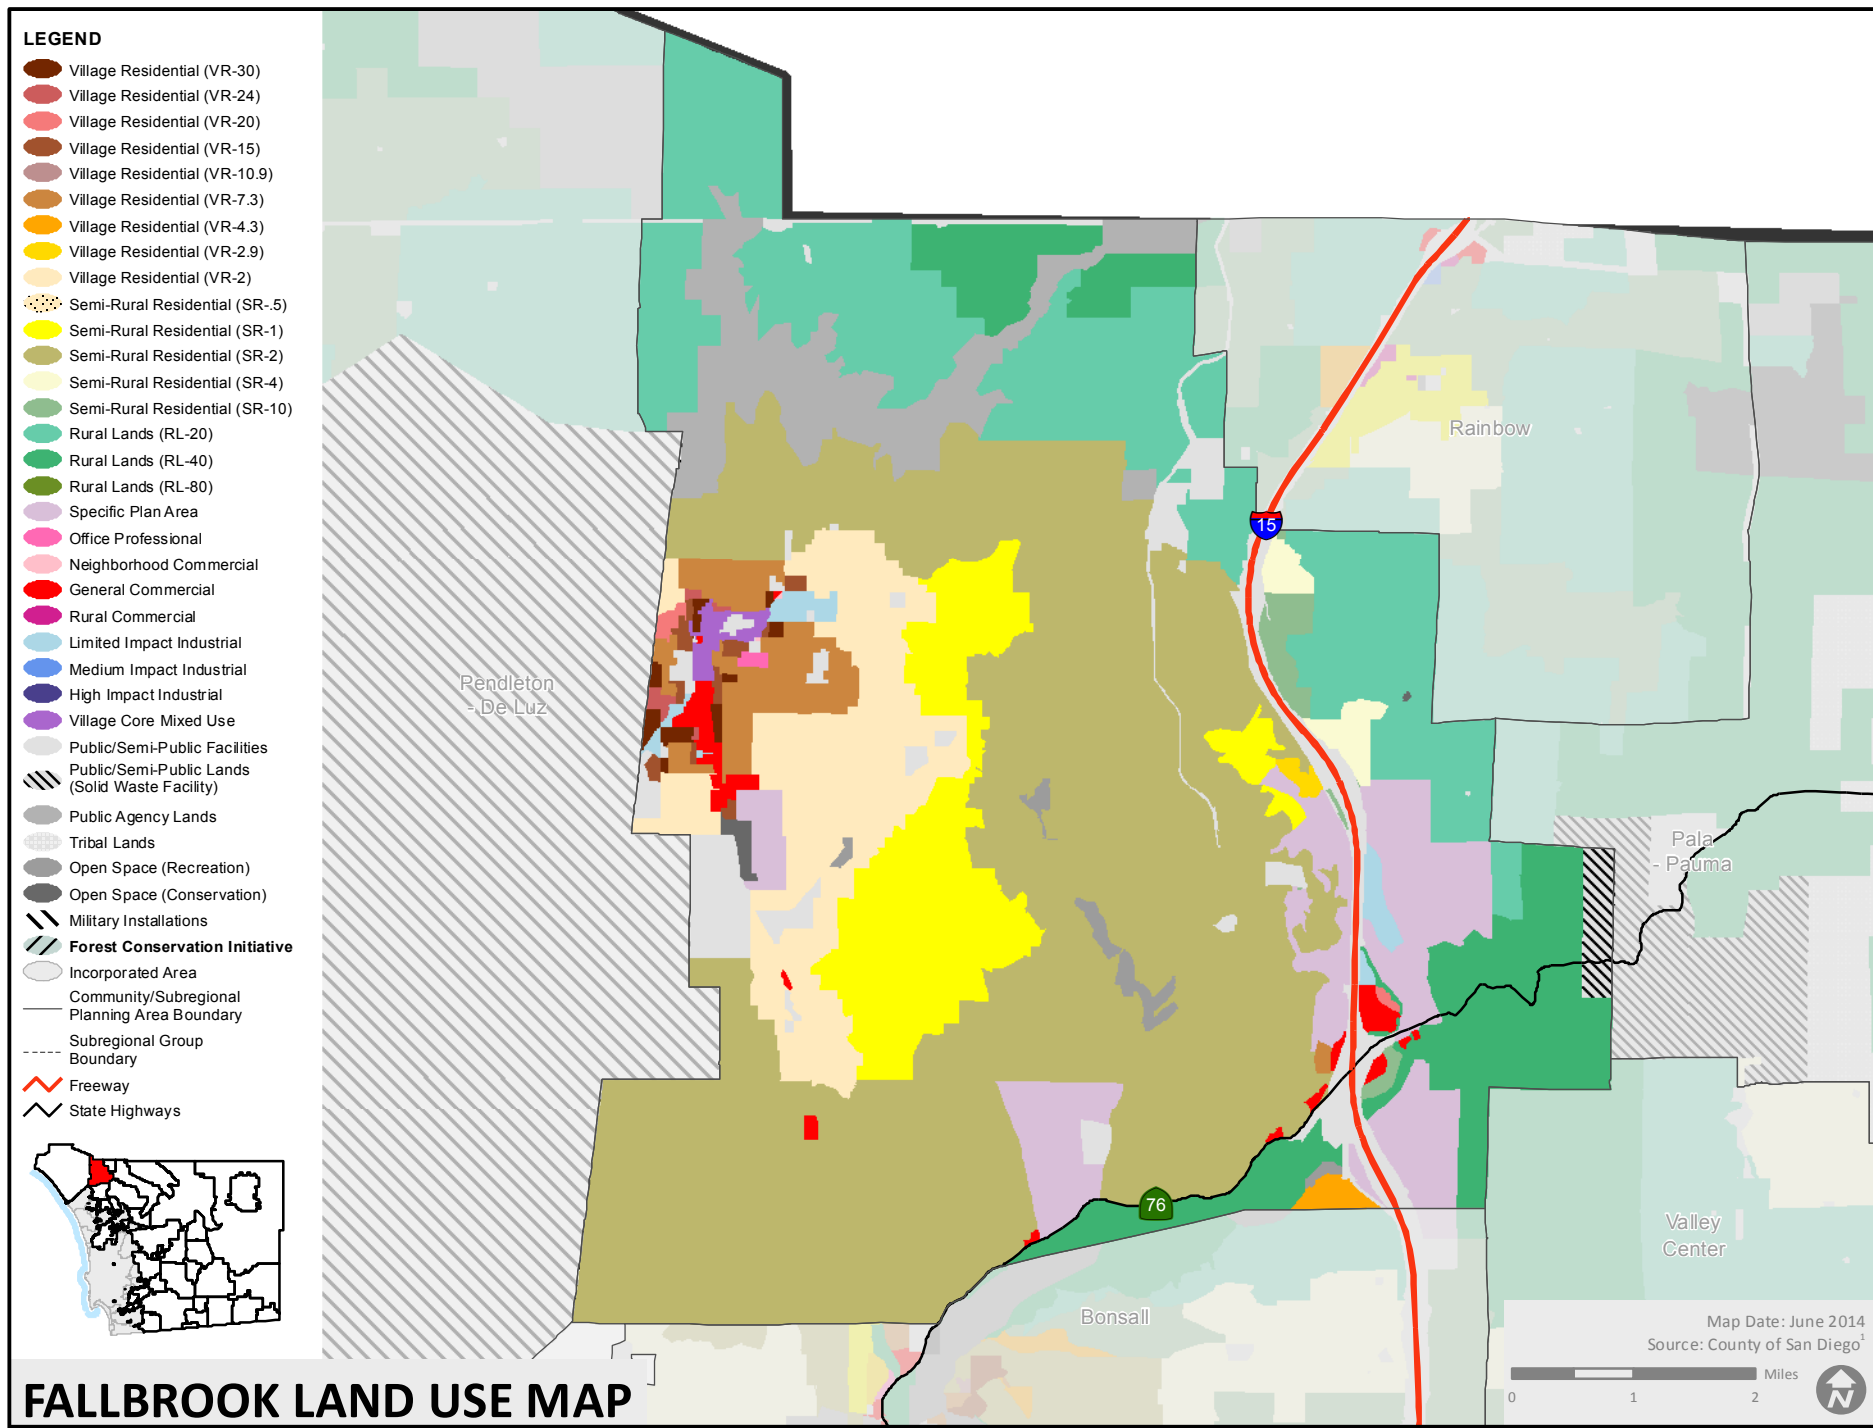 LEGEND
Village Residential (VR-30)
Village Residential (VR-24)
Village Residential (VR-20)
Village Residential (VR-15)
Village Residential (VR-10.9)
Village Residential (VR-7.3)
Village Residential (VR-4.3)
Village Residential (VR-2.9)
Village Residential (VR-2)
Semi-Rural Residential (SR-.5)
Semi-Rural Residential (SR-1)
Semi-Rural Residential (SR-2)
Semi-Rural Residential (SR-4)
Semi-Rural Residential (SR-10)
Rural Lands (RL-20)
Rural Lands (RL-40)
Rural Lands (RL-80)
Specific Plan Area
Office Professional
Neighborhood Commercial
General Commercial
Rural Commercial
Limited Impact Industrial
Medium Impact Industrial
High Impact Industrial
Village Core Mixed Use
Public/Semi-Public Facilities
Public/Semi-Public Lands
(Solid Waste Facility)
Public Agency Lands
Tribal Lands
Open Space (Recreation)
Open Space (Conservation)
Military Installations
Forest Conservation Initiative
Incorporated Area
Community/Subregional
Planning Area Boundary
Subregional Group
Boundary
Freeway
State Highways
Rainbow
15
Pendleton
- De Luz
Pala
- Pauma
76
Valley
Center
Bonsall
Map Date: June 2014
Source: County of San Diego1
Miles
0 1 2
N
FALLBROOK LAND USE MAP